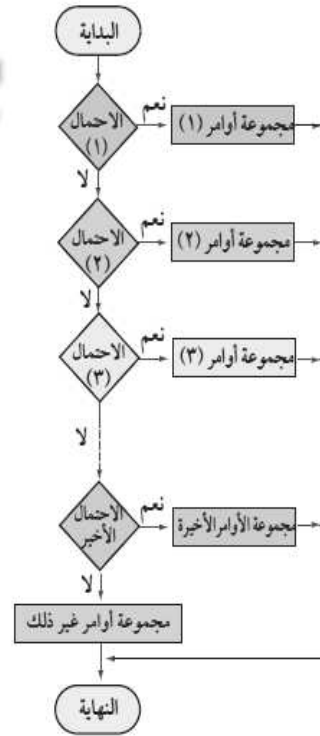 البداية
نعم
الاحمال
(١)
مجموعة أوامر (١)
لا
نعم
الاحتمال
(٢)
مجموعة أوامر (٢)
لا
نعم
الاحتمال
(٣)
مجموعة أوامر (٣)
لا
نعم
الاحتمال
الأخير
مجموعة الأوامر الأخيرة
لا
مجموعة أوامر غير ذلك
النهاية